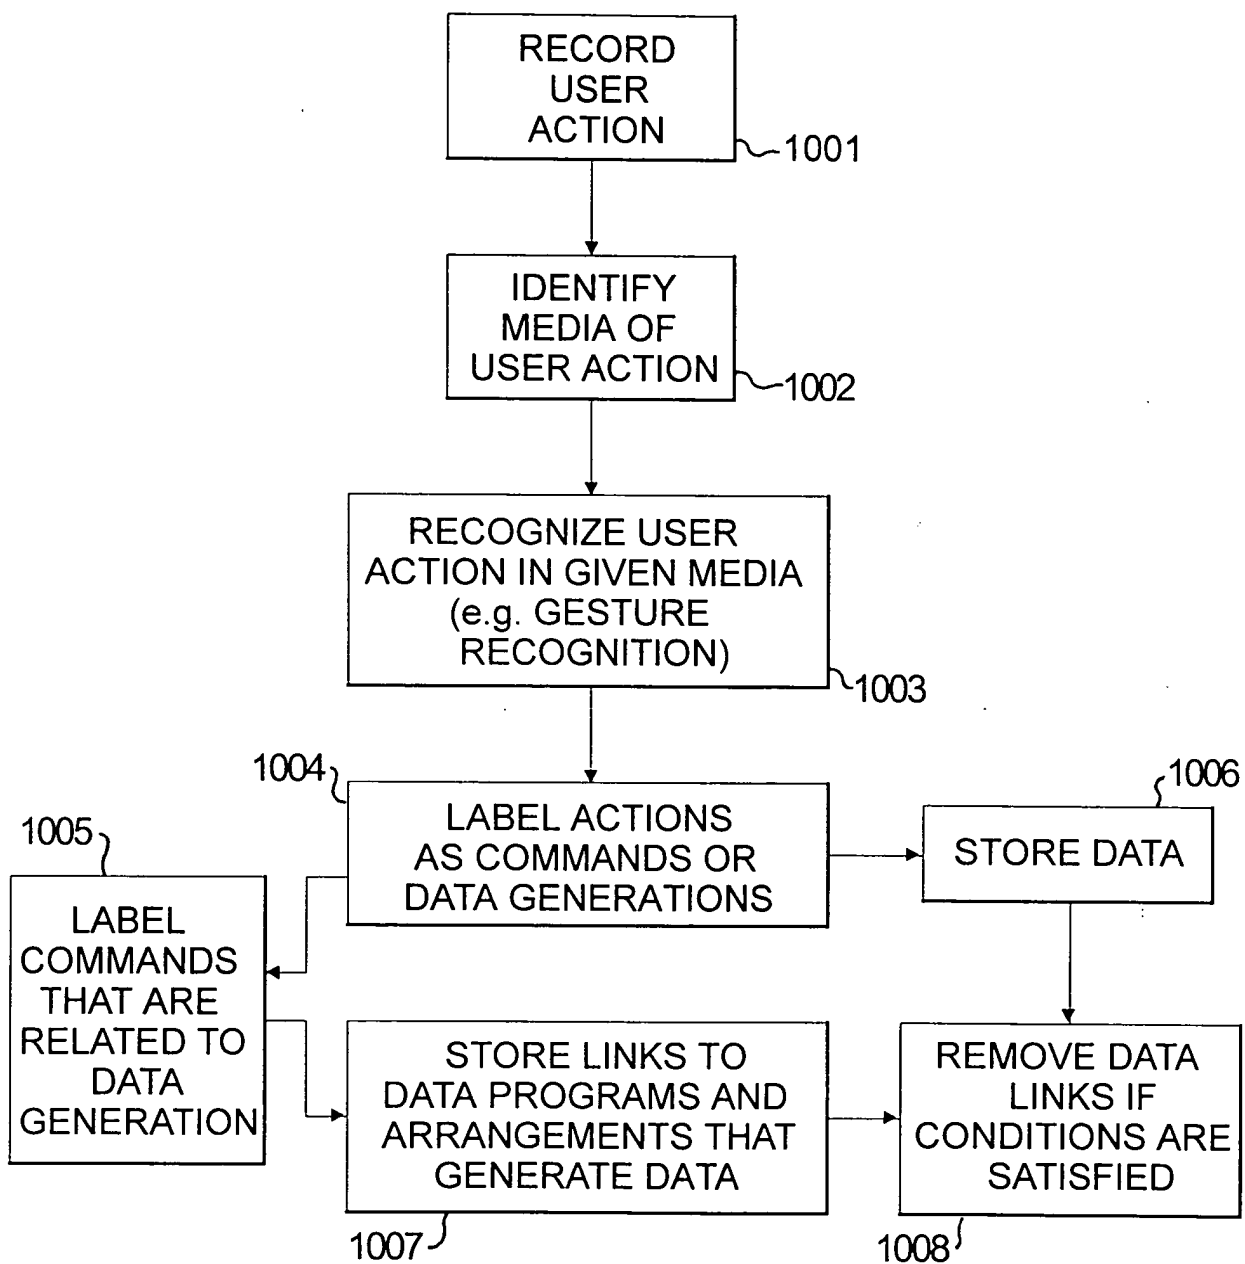 RECORD
USER
ACTION
1001
IDENTIFY
MEDIA OF
USER ACTION
1002
RECOGNIZE USER
ACTION IN GIVEN MEDIA
(e.g. GESTURE
RECOGNITION)
1003
1004
LABEL ACTIONS
AS COMMANDS OR
DATA GENERATIONS
1006
STORE DATA
1005
LABEL
COMMANDS
THAT ARE
RELATED TO
DATA
GENERATION
STORE LINKS TO
DATA PROGRAMS AND
ARRANGEMENTS THAT
GENERATE DATA
1007
REMOVE DATA
LINKS IF
CONDITIONS ARE
SATISFIED
1008